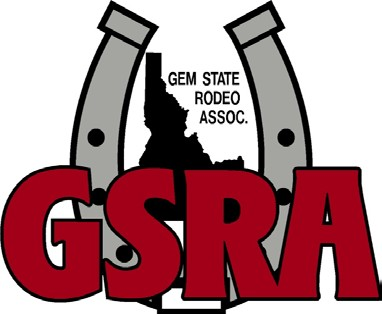 GEM STATE
RODEO
ASSOC.
GSRA